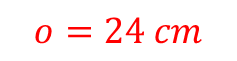 o = 24 cm